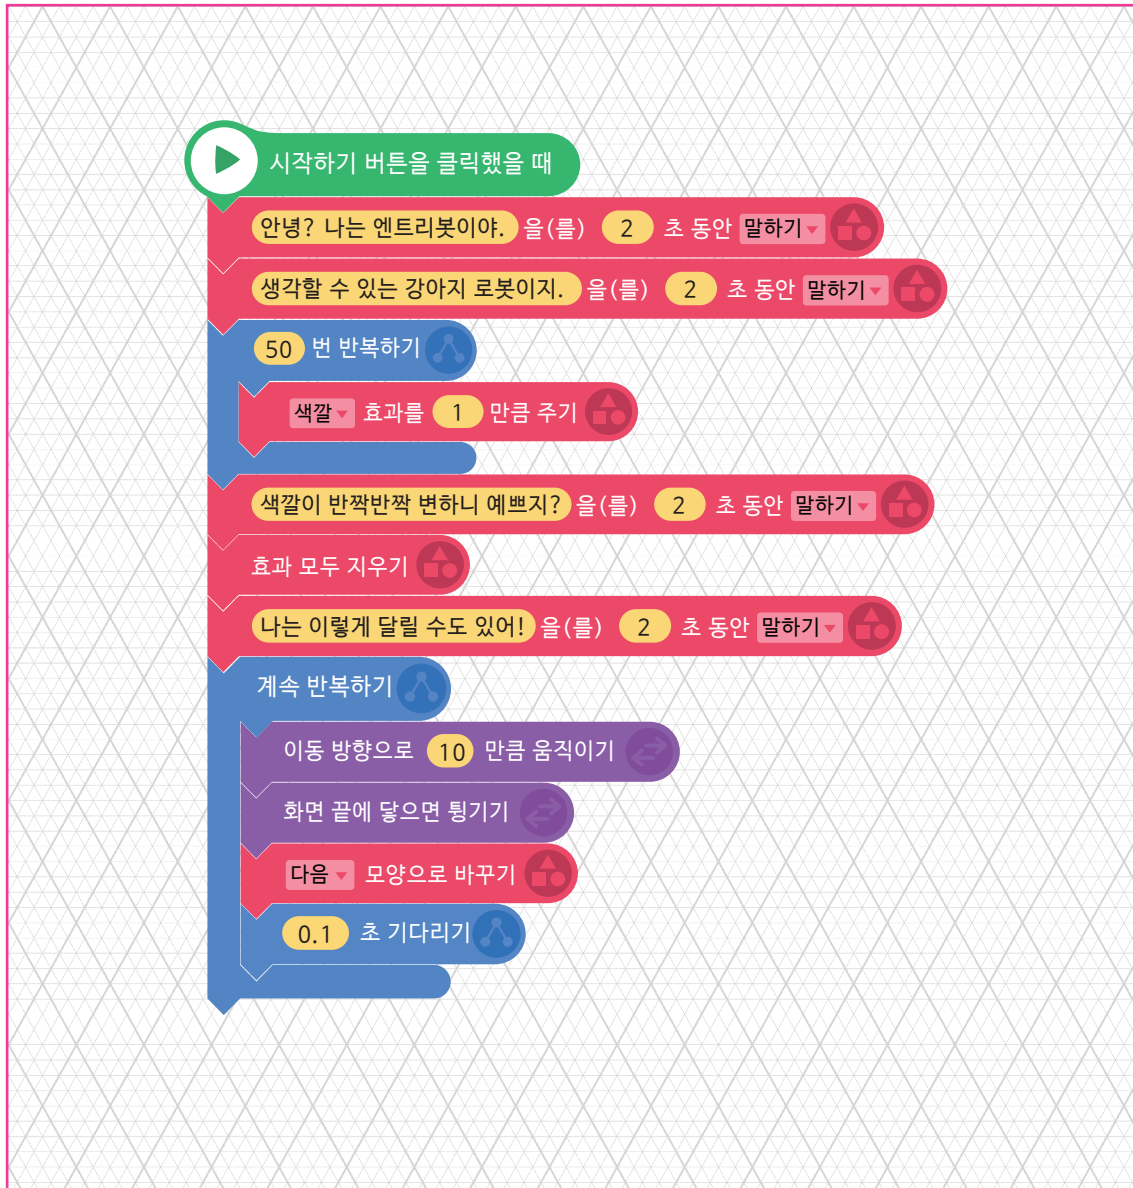 시작하기 버튼을 클릭했을 때
안녕? 나는 엔트리봇이야. 을(를) 2 초 동안 말하기
생각할 수 있는 강아지 로봇이지. 을(를) 2 초 동안 말하기
50 번 반복하기
색깔 효과를 1 만큼 주기
색깔이 반짝반짝 변하니 예쁘지? 을(를) 2 초 동안 말하기
효과 모두 지우기
나는 이렇게 달릴 수도 있어! 을(를) 2 초 동안 말하기
계속 반복하기
이동 방향으로 10 만큼 움직이기
화면 끝에 닿으면 튕기기
다음 모양으로 바꾸기
0.1 초 기다리기